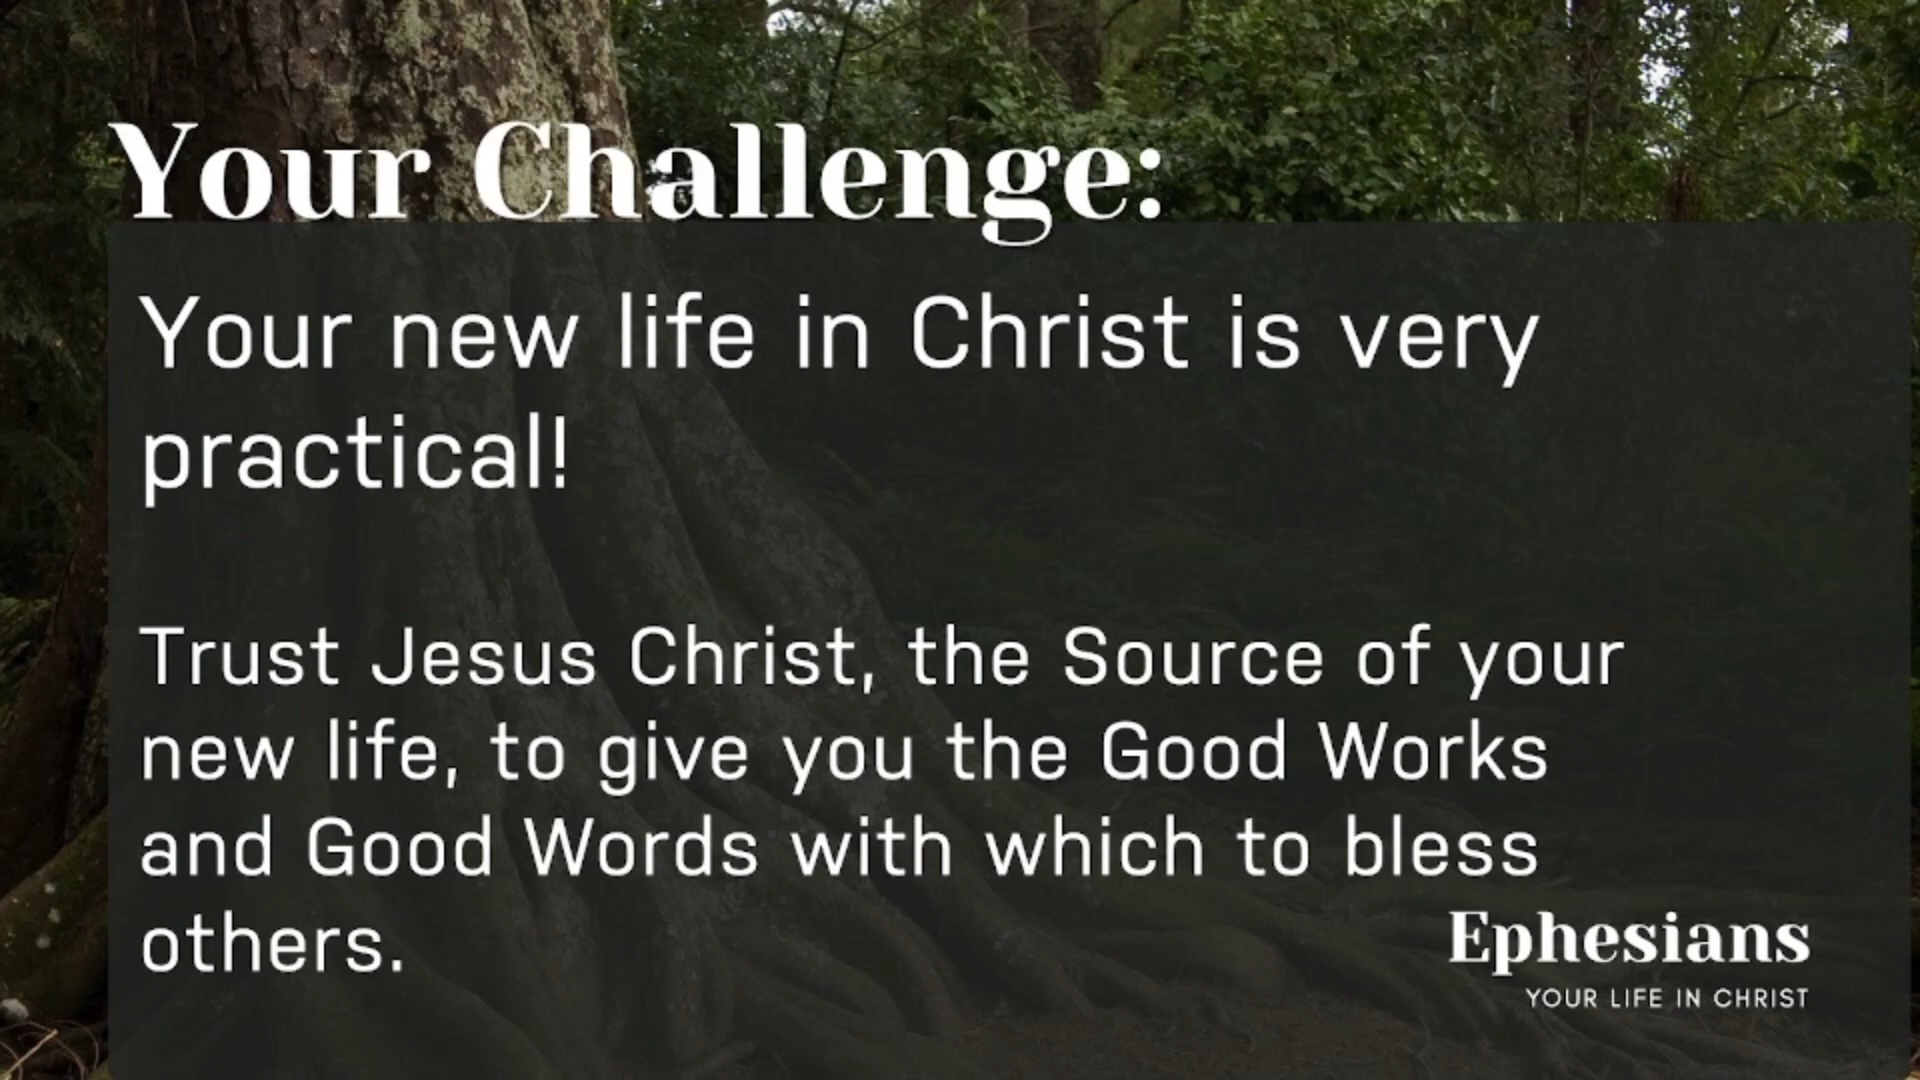 Your Challenge:
Your new life in Christ is very
practical!
Trust Jesus Christ, the Source of your
new life, to give you the Good Works
and Good Words with which to bless
others.
Ephesians
YOUR LIFE IN CHRIST